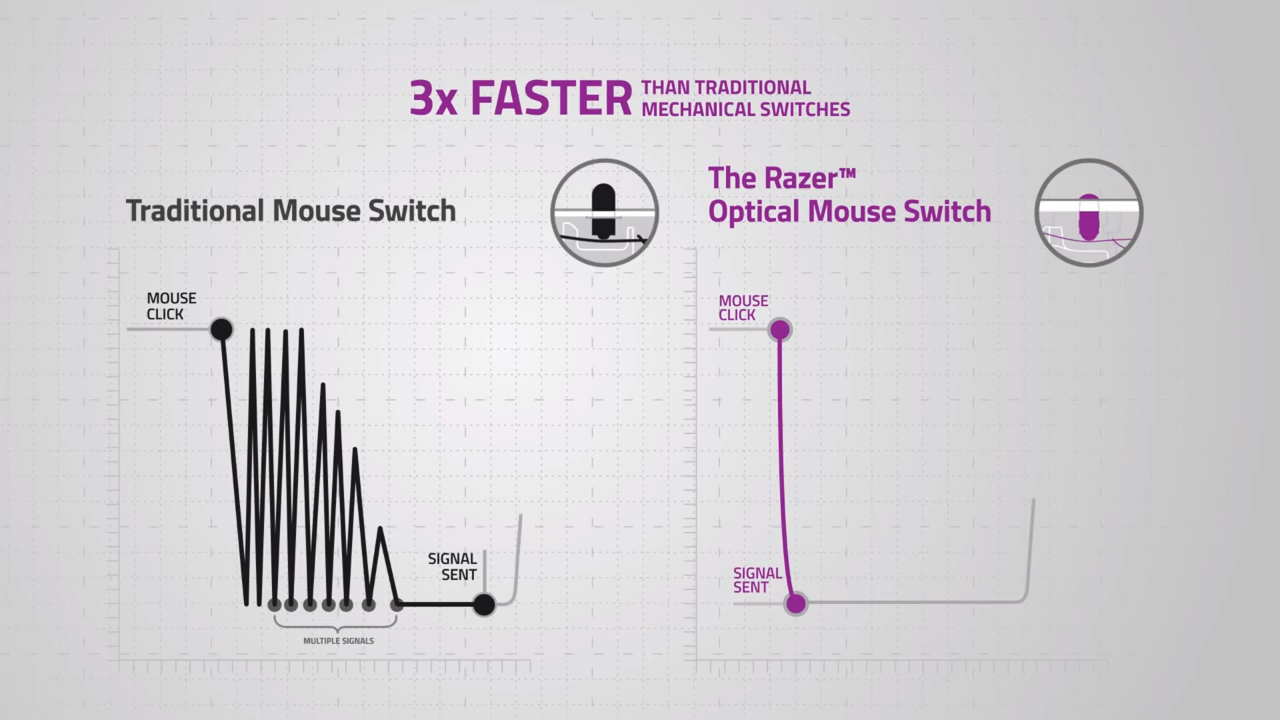 3x FASTER
THAN TRADITIONAL
MECHANICAL SWITCHES
Traditional Mouse Switch
MOUSE
CLICK
SIGNAL
SENT
MULTIPLE SIGNALS
The Razer™
Optical Mouse Switch
MOUSE
CLICK
SIGNAL
SENT